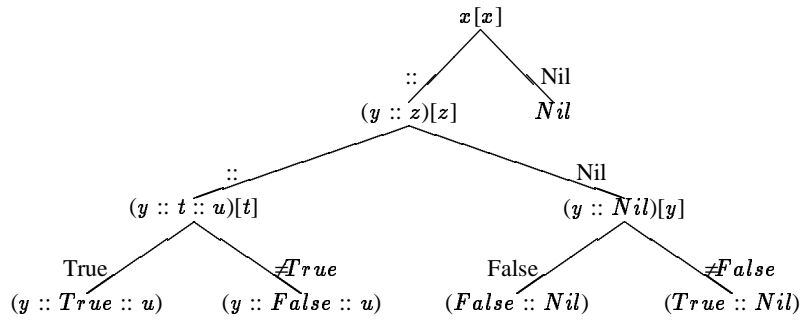 x[x]
:: Nil
(y :: z)[z] Nil
:: Nil
(y :: t :: u)[t] (y :: Nil)[y]
True ≠True False ≠False
(y :: True :: u) (y :: False :: u) (False :: Nil) (True :: Nil)